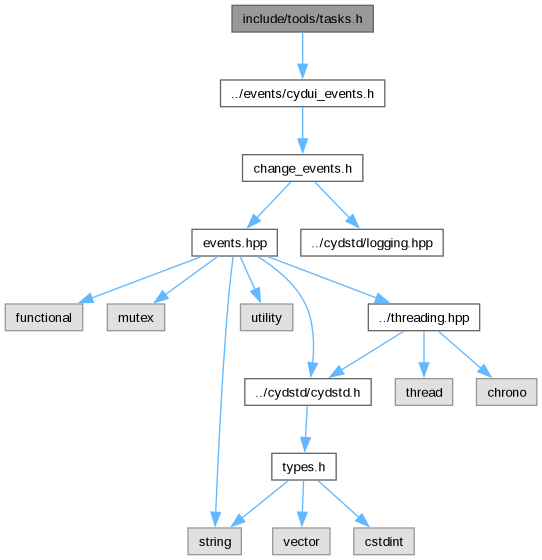 include/tools/tasks.h
../events/cydui_events.h
change_events.h
events.hpp
../cydstd/logging.hpp
functional
mutex
utility
../threading.hpp
../cydstd/cydstd.h
thread
chrono
types.h
string
vector
cstdint